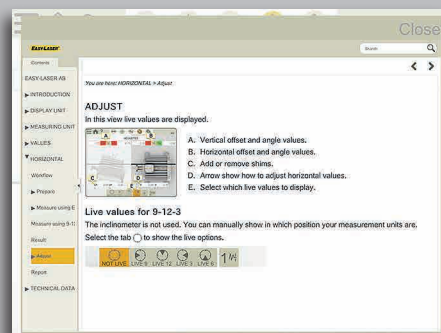 Close
EASY-LASER
Search
Contents
EASY-LASER AB
INTRODUCTION
DISPLAY UNIT
MEASURING UNIT
VALUES
HORIZONTAL
Workflow
Prepare
Measure using E
Measure using 9-12
Result
Adjust
Report
TECHNICAL DATA
You are here: HORIZONTAL > Adjust
ADJUST
In this view live values are displayed.
A. Vertical offset and angle values.
B. Horizontal offset and angle values.
C. Add or remove shims.
D. Arrow show how to adjust horizontal values.
E. Select which live values to display.
Live values for 9-12-3
The inclinometer is not used. You can manually show in which position your measurement units are.
Select the tab to show the live options.
NOT LIVE LIVE 9 LIVE 12 LIVE 3 LIVE 6